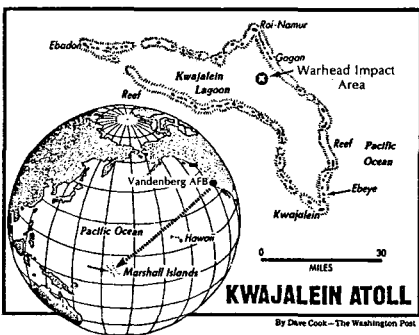 Roi-Namur
Ebadon
Gagan
Kwajalein
Lagoon
Warhead Impact
Area
Reef
Reef
Pacific
Ocean
Vandenberg AFB
Ebeye
Kwajalein
Pacific Ocean
Hawaii
Marshall Islands
0 30
MILES
KWAJALEIN ATOLL
By Dave Cook—The Washington Post